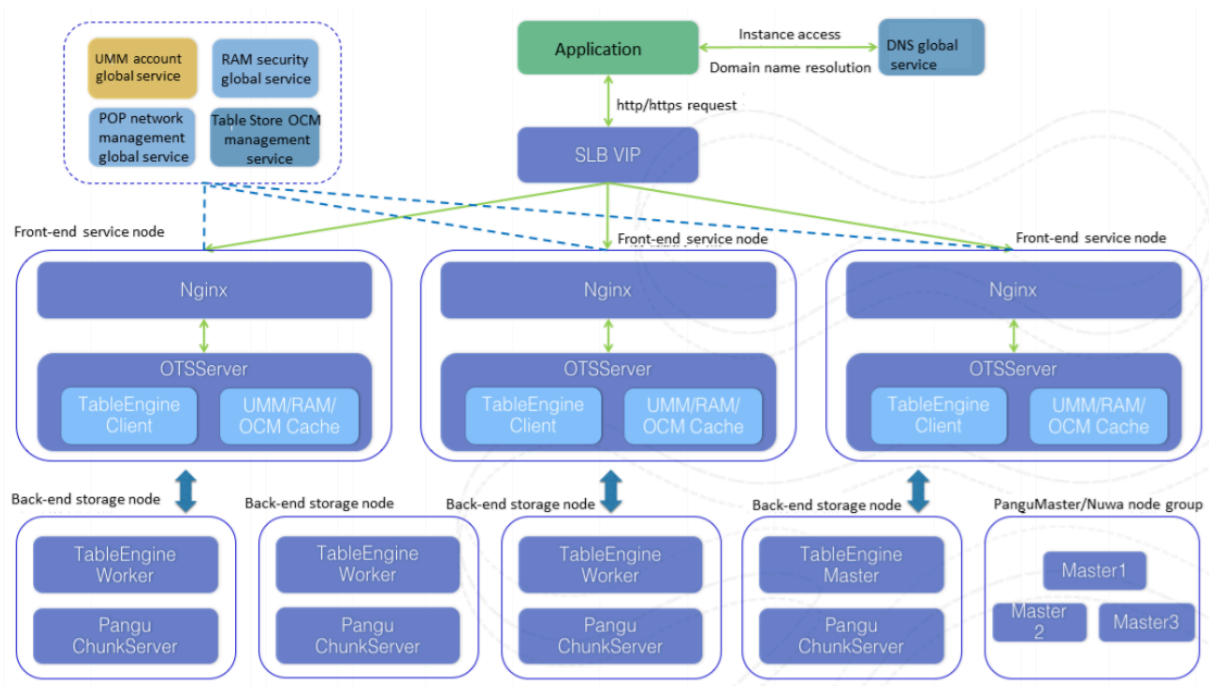 UMM account
global service
RAM security
global service
POP network
management
global service
Table Store OCM
management
service
Application
Instance access
Domain name resolution
DNS global
service
http/https request
SLB VIP
Front-end service node
Front-end service node
Front-end service node
Nginx
Nginx
Nginx
OTSServer
TableEngine
Client
UMM/RAM/
OCM Cache
OTSServer
TableEngine
Client
UMM/RAM/
OCM Cache
OTSServer
TableEngine
Client
UMM/RAM/
OCM Cache
Back-end storage node
Back-end storage node
Back-end storage node
Back-end storage node
PanguMaster/Nuwa node group
TableEngine
Worker
Pangu
ChunkServer
TableEngine
Worker
Pangu
ChunkServer
TableEngine
Worker
Pangu
ChunkServer
TableEngine
Master
Pangu
ChunkServer
Master1
Master
2
Master3